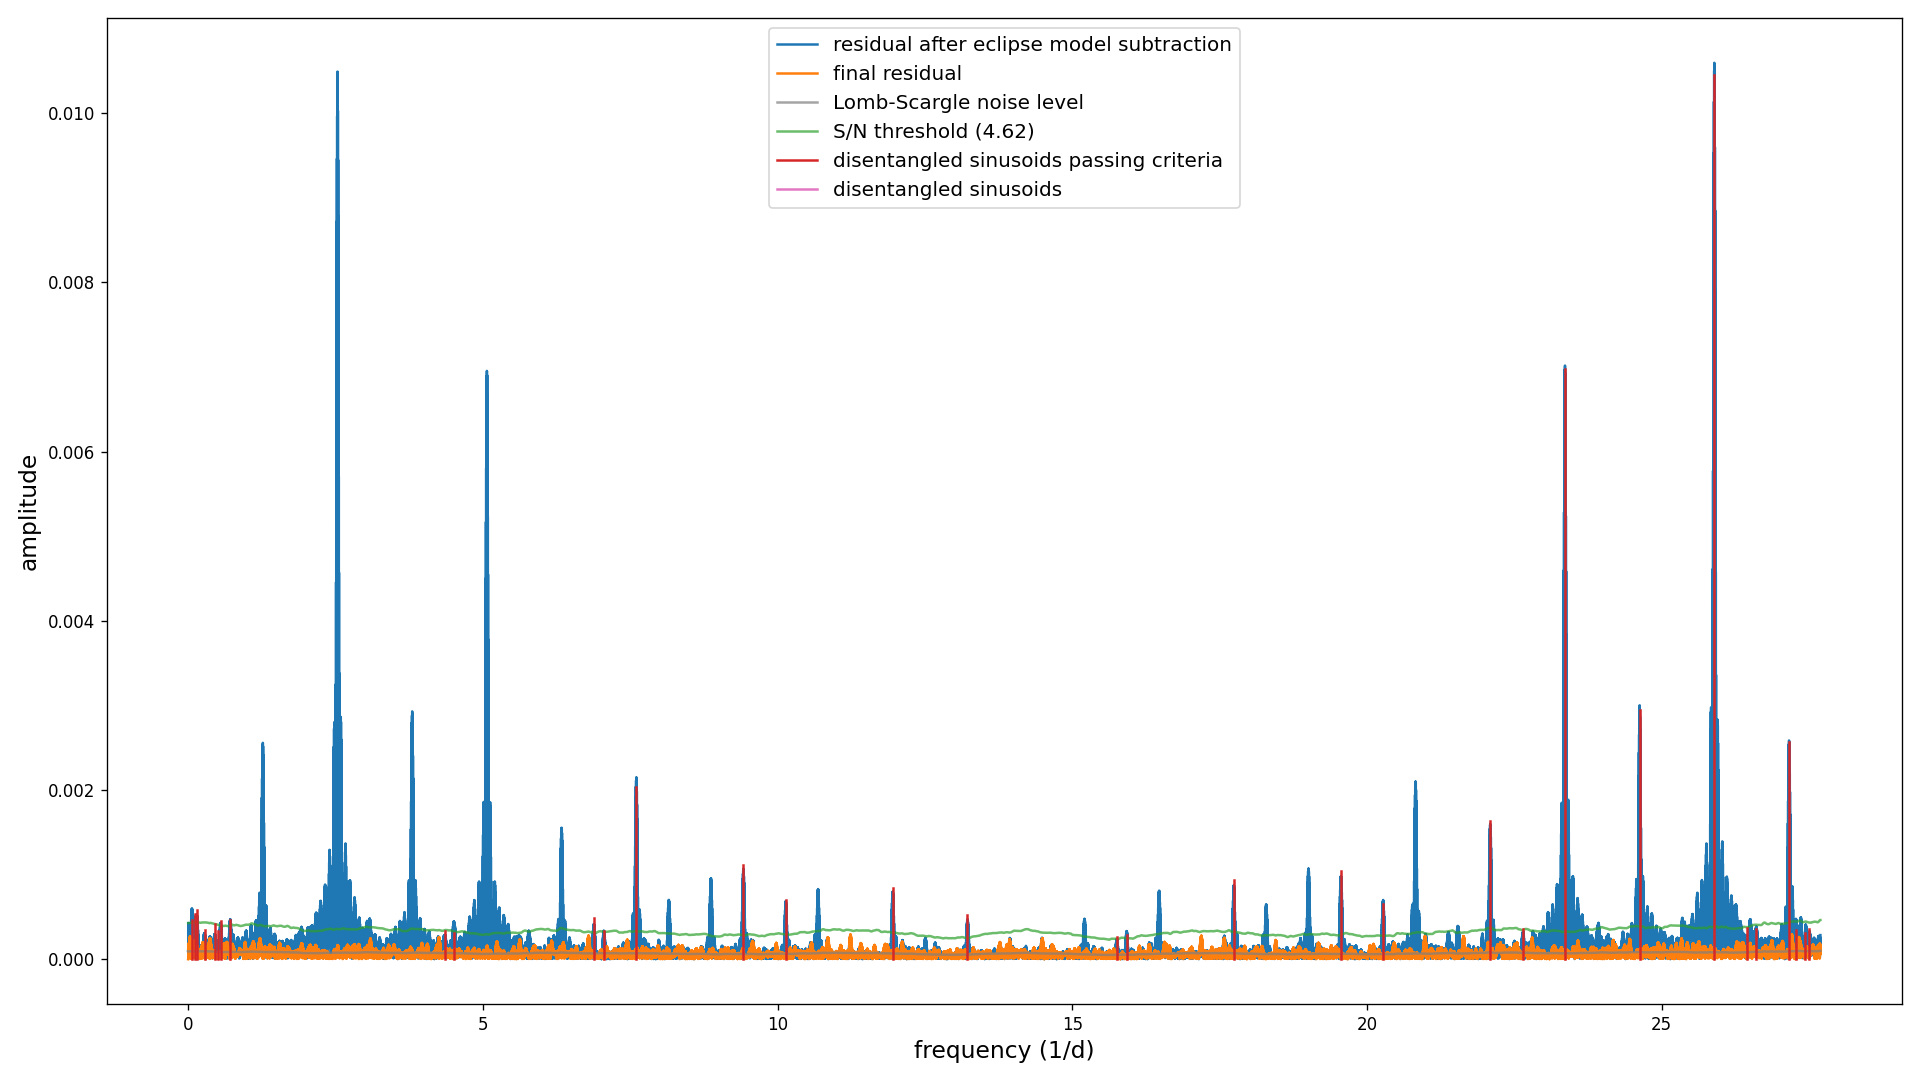 residual after eclipse model subtraction
final residual
Lomb-Scargle noise level
S/N threshold (4.62)
disentangled sinusoids passing criteria
disentangled sinusoids
amplitude
0.010
0.008
0.006
0.004
0.002
0.000
0 5 10 15 20 25
frequency (1/d)